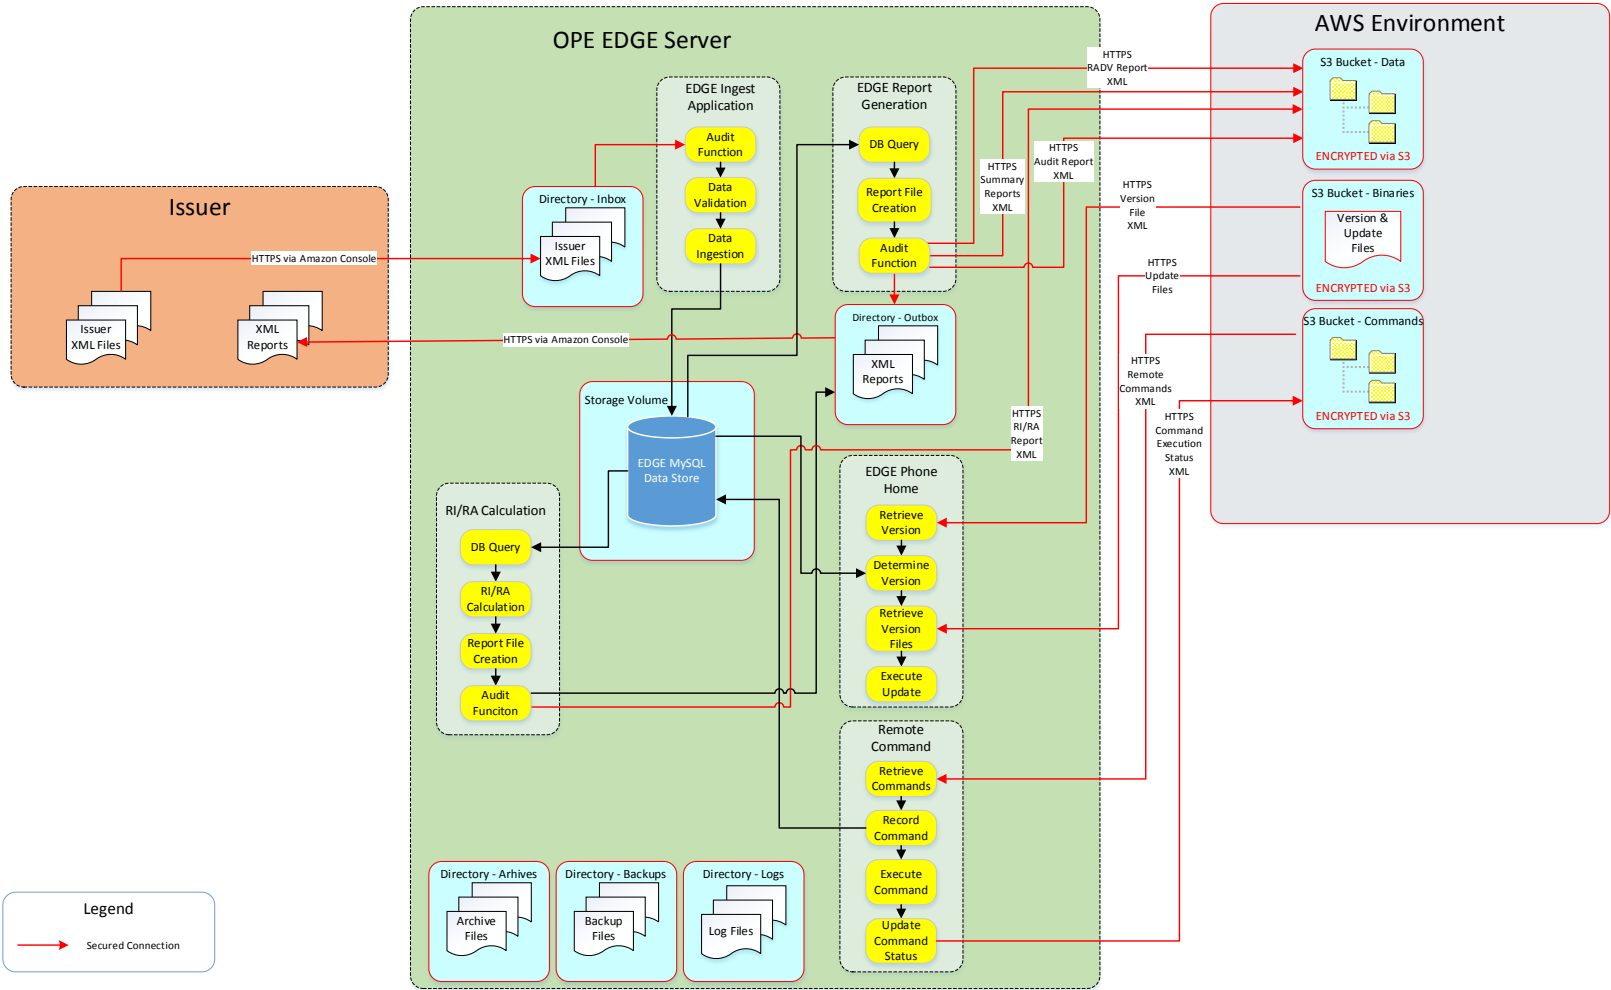 OPE EDGE Server
AWS Environment
Issuer
HTTPS via Amazon Console
Issuer
XML Files
XML
Reports
Directory - Inbox
Issuer
XML Files
EDGE Ingest
Application
Audit
Function
Data
Validation
Data
Ingestion
EDGE Report
Generation
DB Query
Report File
Creation
Audit
Function
Directory - Outbox
XML
Reports
HTTPS via Amazon Console
Storage Volume
EDGE MySQL
Data Store
RI/RA Calculation
DB Query
RI/RA
Calculation
Report File
Creation
Audit
Funciton
EDGE Phone
Home
Retrieve
Version
Determine
Version
Retrieve
Version
Files
Execute
Update
Remote
Command
Retrieve
Commands
Record
Command
Execute
Command
Update
Command
Status
Directory - Arhives
Archive
Files
Directory - Backups
Backup
Files
Directory - Logs
Log Files
HTTPS
RADV Report
XML
HTTPS
Summary
Reports
XML
HTTPS
Audit Report
XML
HTTPS
RI/RA
Report
XML
HTTPS
Version
File
XML
HTTPS
Update
Files
HTTPS
Remote
Commands
XML
HTTPS
Command
Execution
Status
XML
S3 Bucket - Data
ENCRYPTED via S3
S3 Bucket - Binaries
Version &
Update
Files
ENCRYPTED via S3
S3 Bucket - Commands
ENCRYPTED via S3
Legend
Secured Connection